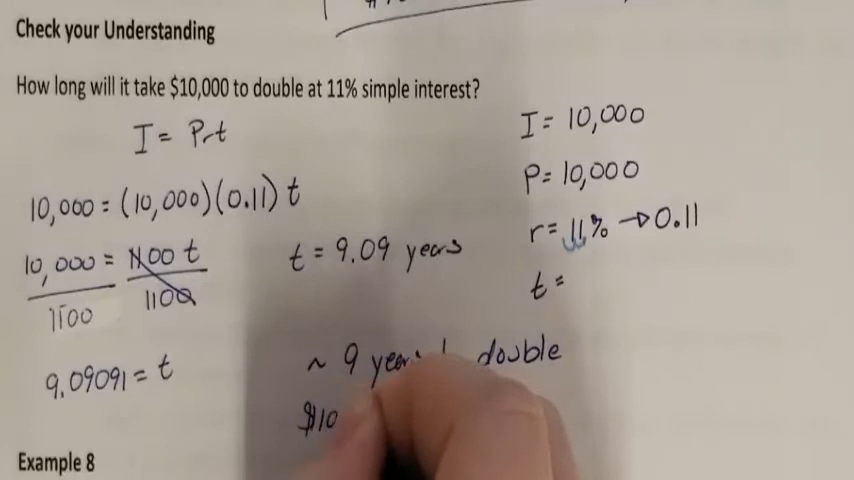 Check your Understanding
How long will it take $10,000 to double at 11% simple interest?
I = Prt
10,000 = (10,000)(0.11) t
10,000 = 1100 t
1100 1100
9.09091 = t
t = 9.09 years
~ 9 double
$10
I = 10,000
P = 10,000
r = 11% → 0.11
t =
Example 8